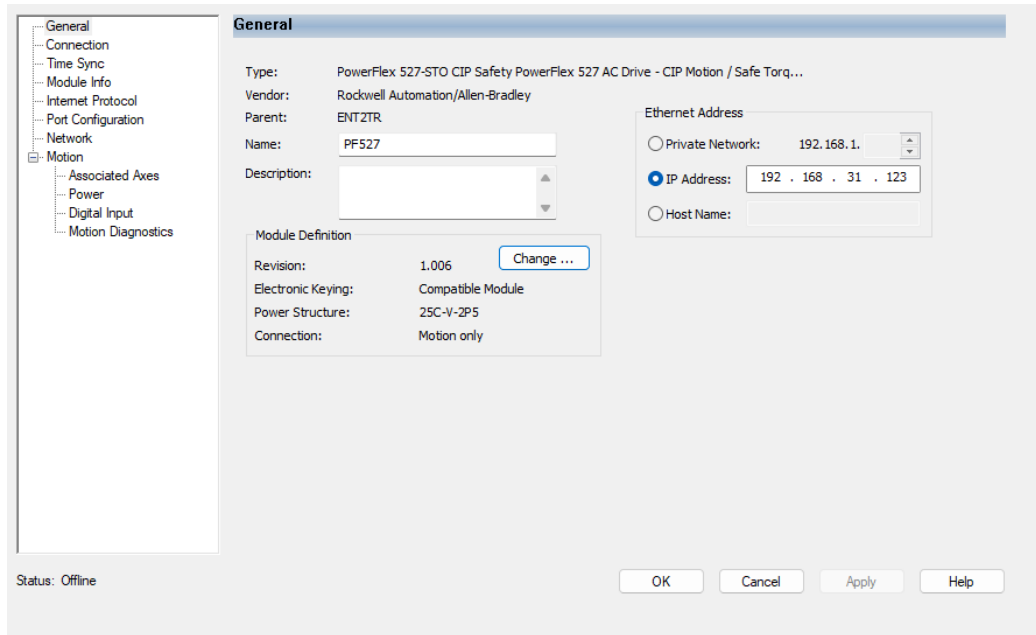 General
Connection
Time Sync
Module Info
Internet Protocol
Port Configuration
Network
Motion
Associated Axes
Power
Digital Input
Motion Diagnostics
General
Type: PowerFlex 527-STO CIP Safety PowerFlex 527 AC Drive - CIP Motion / Safe Torq...
Vendor: Rockwell Automation/Allen-Bradley
Parent: ENT2TR
Name: PF527
Description:
Ethernet Address
Private Network: 192.168.1.
IP Address: 192 . 168 . 31 . 123
Host Name:
Module Definition
Revision: 1.006 Change ...
Electronic Keying: Compatible Module
Power Structure: 25C-V-2P5
Connection: Motion only
Status: Offline
OK Cancel Apply Help